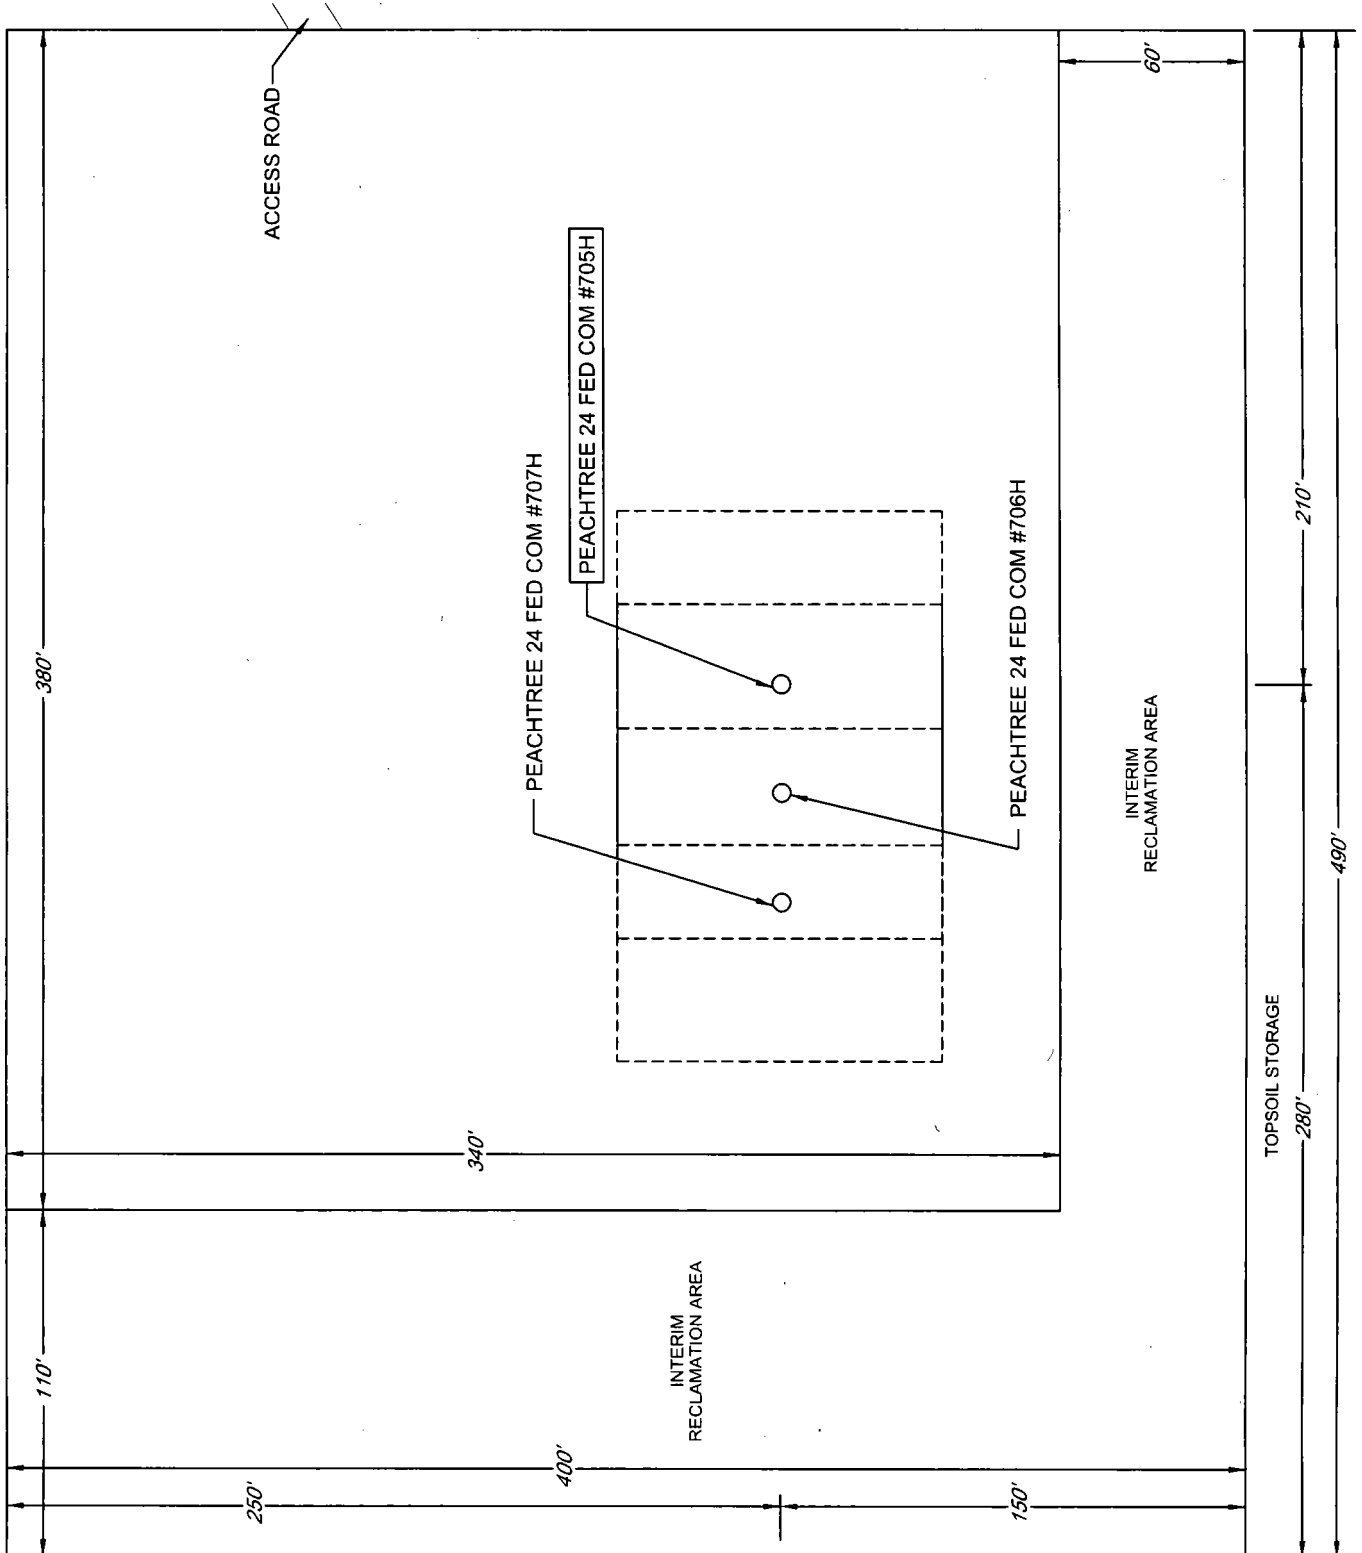 ACCESS ROAD
60'
380'
PEACHTREE 24 FED COM #705H
PEACHTREE 24 FED COM #707H
PEACHTREE 24 FED COM #706H
210'
340'
INTERIM
RECLAMATION AREA
490'
TOPSOIL STORAGE
280'
110'
INTERIM
RECLAMATION AREA
400'
250'
150'